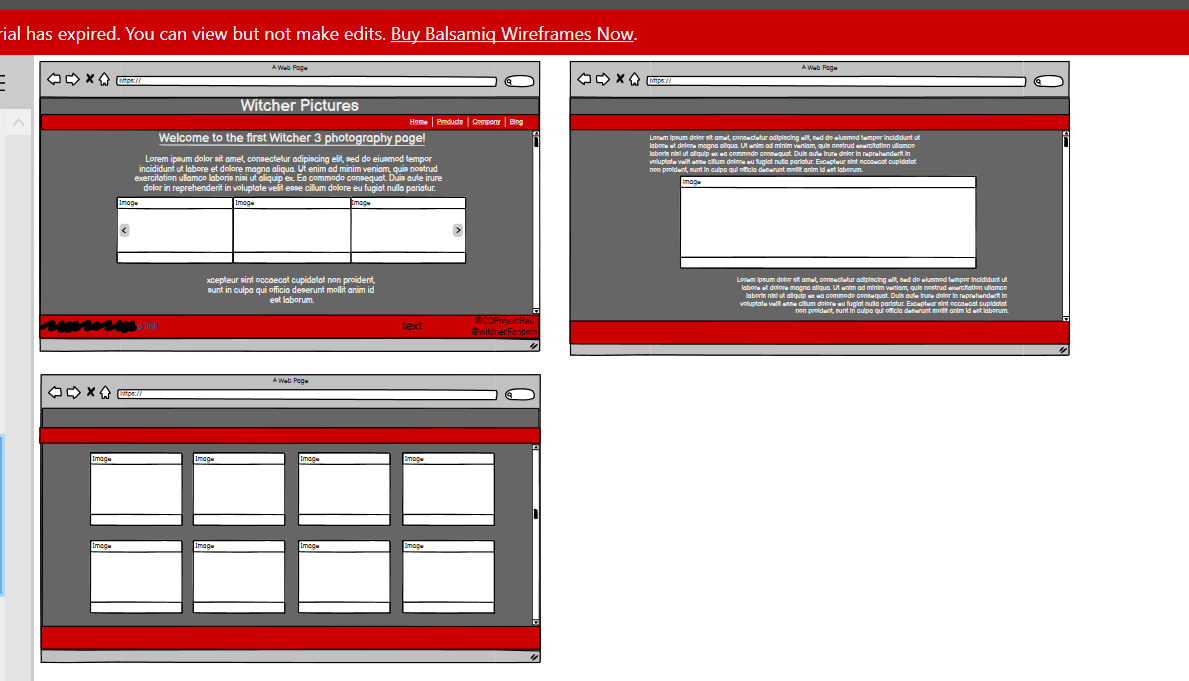 rial has expired. You can view but not make edits. Buy Balsamiq Wireframes Now.
A Web Page
https://
Witcher Pictures
Home | Products | Company | Blog
Welcome to the first Witcher 3 photography page!
Lorem ipsum dolor sit amet, consectetur adipiscing elit, sed do eiusmod tempor
incididunt ut labore et dolore magna aliqua. Ut enim ad minim veniam, quis nostrud
exercitation ullamco laboris nisi ut aliquip ex. Ea commodo consequat. Duis aute irure
dolor in reprehenderit in voluptate velit esse cillum dolore eu fugiat nulla pariatur.
Image Image Image
xcepteur sint occaecat cupidatat non proident,
sunt in culpa qui officia deserunt mollit anim id
est laborum.
link text @CDProjektRed
@witcher.Fandom
A Web Page
https://
Lorem ipsum dolor sit amet, consectetur adipiscing elit, sed do eiusmod tempor incididunt ut
labore et dolore magna aliqua. Ut enim ad minim veniam, quis nostrud exercitation ullamco
laboris nisi ut aliquip ex ea commodo consequat. Duis aute irure dolor in reprehenderit in
voluptate velit esse cillum dolore eu fugiat nulla pariatur. Excepteur sint occaecat cupidatat
non proident, sunt in culpa qui officia deserunt mollit anim id est laborum.
Image
Lorem ipsum dolor sit amet, consectetur adipiscing elit, sed do eiusmod tempor incididunt ut
labore et dolore magna aliqua. Ut enim ad minim veniam, quis nostrud exercitation ullamco
laboris nisi ut aliquip ex ea commodo consequat. Duis aute irure dolor in reprehenderit in
voluptate velit esse cillum dolore eu fugiat nulla pariatur. Excepteur sint occaecat cupidatat
non proident, sunt in culpa qui officia deserunt mollit anim id est laborum.
A Web Page
https://
Image Image Image Image
Image Image Image Image